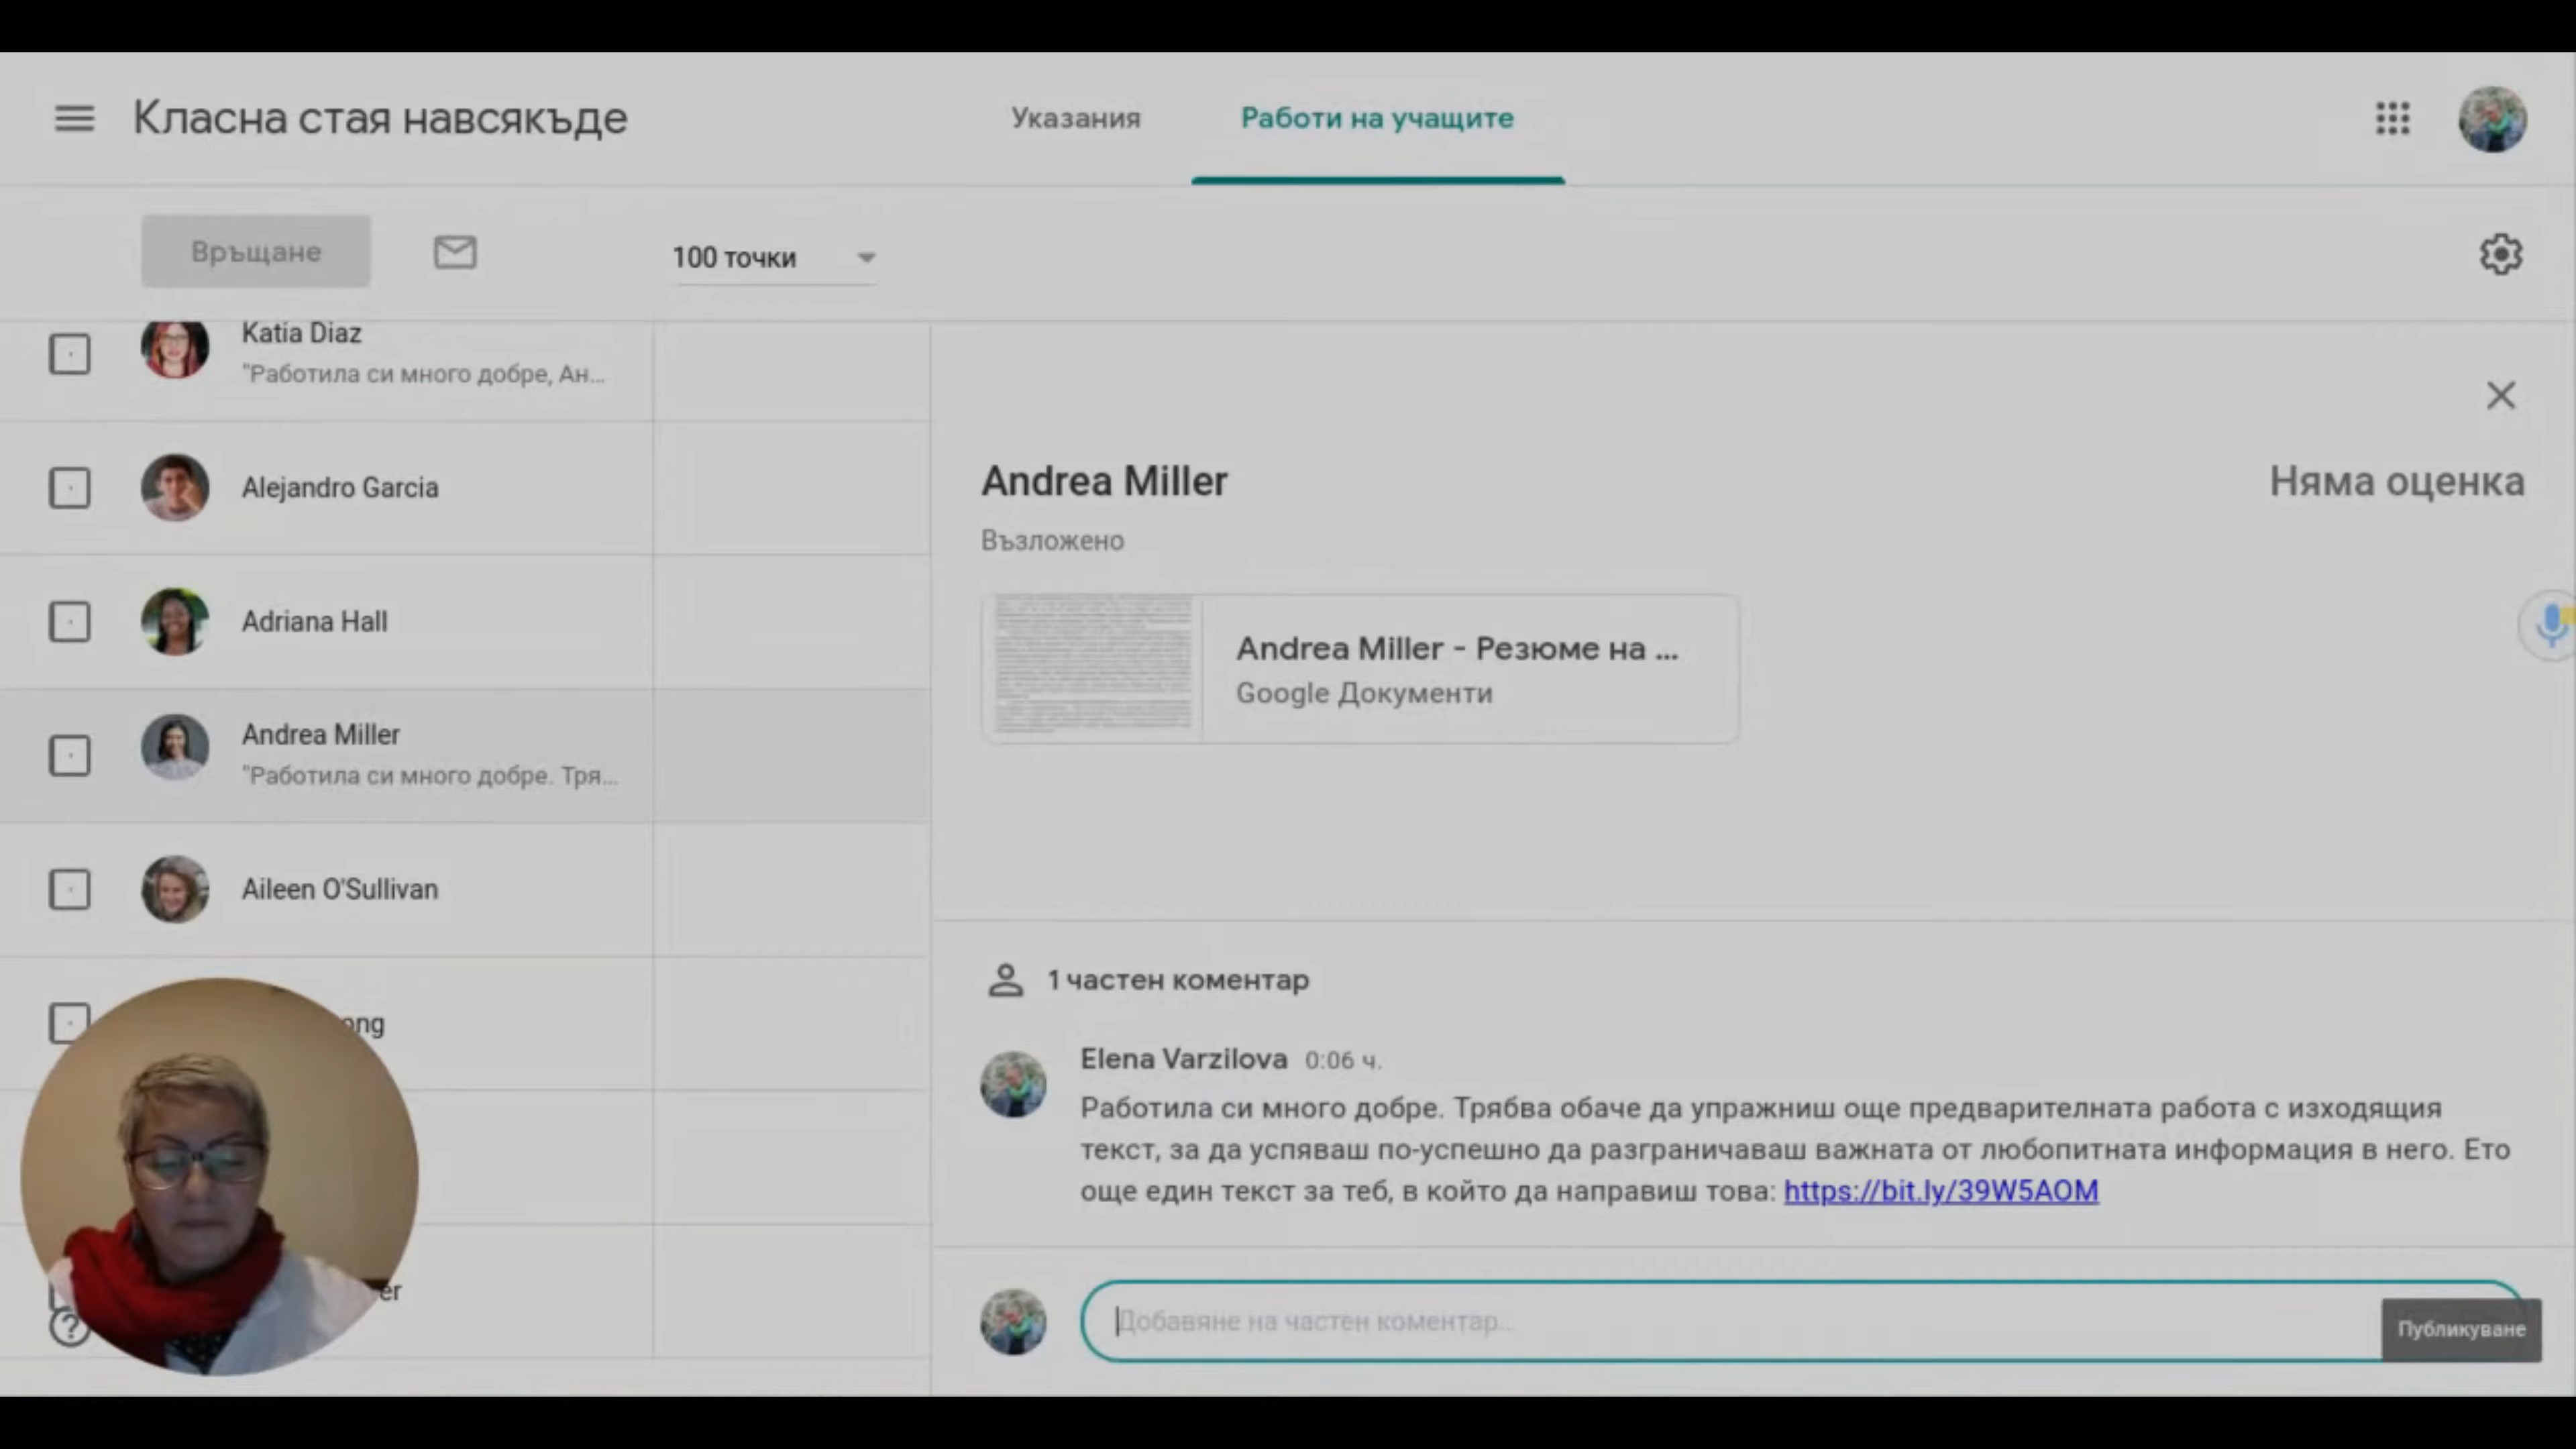 Класна стая навсякъде
Указания
Работи на учащите
Връщане
100 точки
Katia Diaz
"Работила си много добре, Ан...
Alejandro Garcia
Adriana Hall
Andrea Miller
"Работила си много добре. Тря...
Aileen O'Sullivan
ong
er
Andrea Miller
Няма оценка
Възложено
Andrea Miller - Резюме на ...
Google Документи
1 частен коментар
Elena Varzilova 0:06 ч.
Работила си много добре. Трябва обаче да упражниш още предварителната работа с изходящия
текст, за да успяваш по-успешно да разграничаваш важната от любопитната информация в него. Ето
още един текст за теб, в който да направиш това: https://bit.ly/39W5AOM
Добавяне на частен коментар...
Публикуване